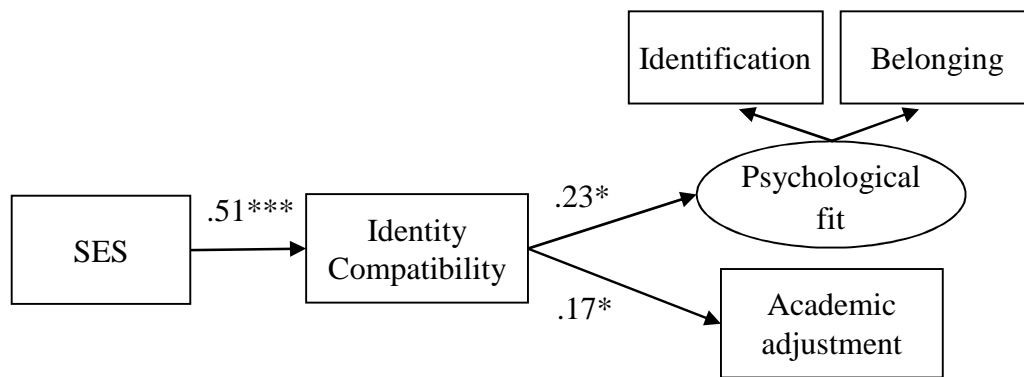 Identification
Belonging
Psychological
fit
.51***
.23*
SES
Identity
Compatibility
.17*
Academic
adjustment